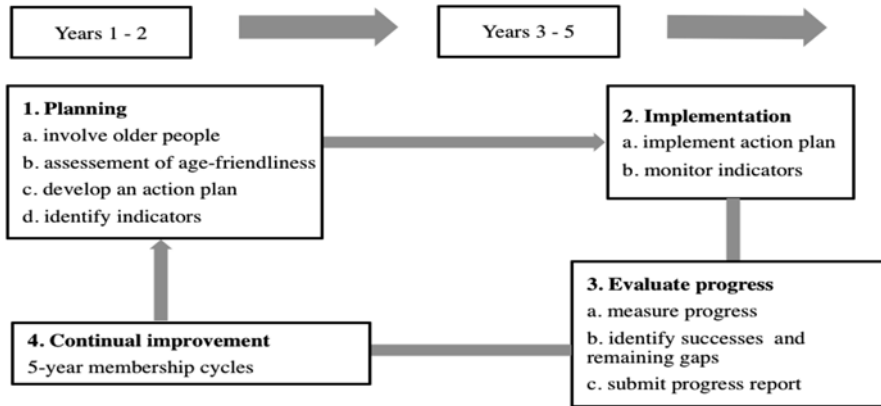 Years 1 - 2
Years 3 - 5
1. Planning
a. involve older people
b. assessement of age-friendliness
c. develop an action plan
d. identify indicators
2. Implementation
a. implement action plan
b. monitor indicators
3. Evaluate progress
a. measure progress
b. identify successes and
remaining gaps
c. submit progress report
4. Continual improvement
5-year membership cycles